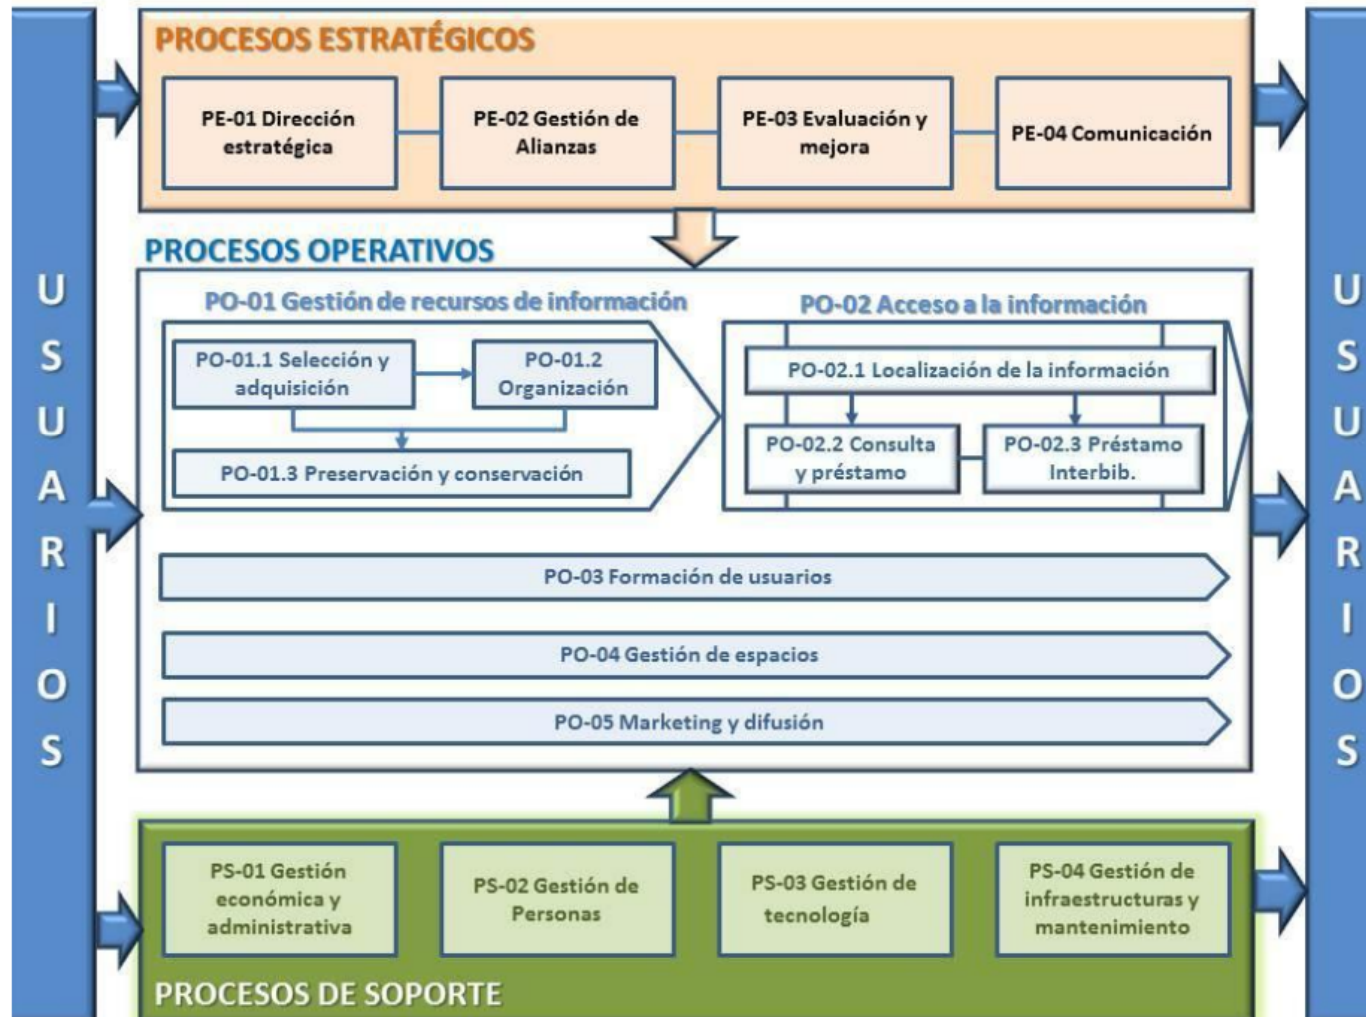 USUARIOS
PROCESOS ESTRATÉGICOS
PE-01 Dirección
estratégica
PE-02 Gestión de
Alianzas
PE-03 Evaluación y
mejora
PE-04 Comunicación
PROCESOS OPERATIVOS
PO-01 Gestión de recursos de información
PO-01.1 Selección y
adquisición
PO-01.2
Organización
PO-01.3 Preservación y conservación
PO-02 Acceso a la información
PO-02.1 Localización de la información
PO-02.2 Consulta
y préstamo
PO-02.3 Préstamo
Interbib.
PO-03 Formación de usuarios
PO-04 Gestión de espacios
PO-05 Marketing y difusión
PS-01 Gestión
económica y
administrativa
PS-02 Gestión de
Personas
PS-03 Gestión de
tecnología
PS-04 Gestión de
infraestructuras y
mantenimiento
PROCESOS DE SOPORTE
USUARIOS